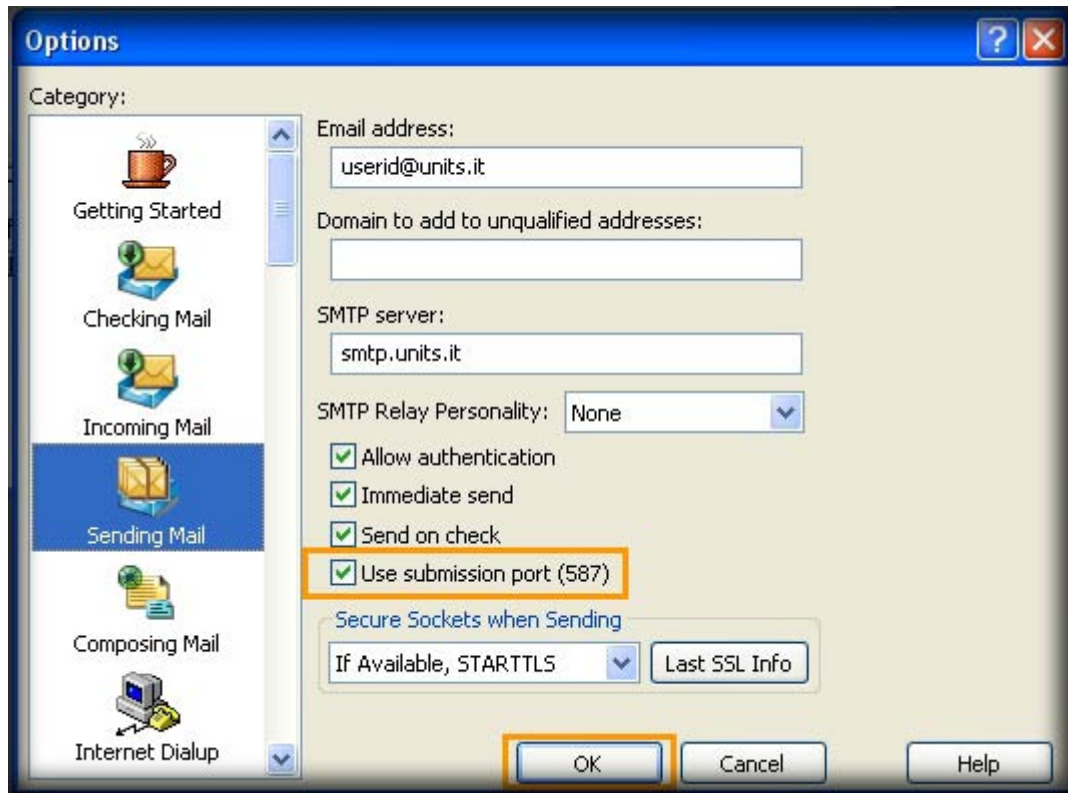 Options
Category:
Getting Started
Checking Mail
Incoming Mail
Sending Mail
Composing Mail
Internet Dialup
Email address:
userid@units.it
Domain to add to unqualified addresses:
SMTP server:
smtp.units.it
SMTP Relay Personality: None
Allow authentication
Immediate send
Send on check
Use submission port (587)
Secure Sockets when Sending
If Available, STARTTLS Last SSL Info
OK Cancel Help